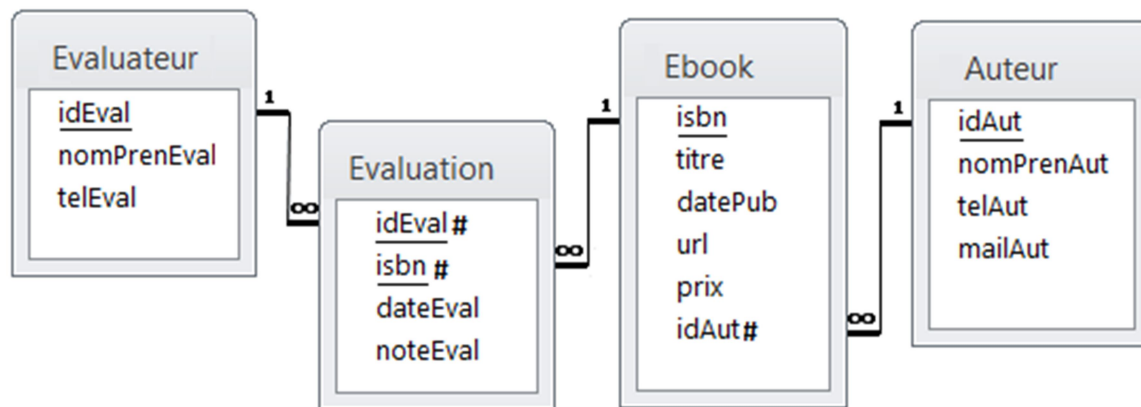 Evaluateur
idEval
nomPrenEval
telEval
1
∞
Evaluation
idEval#
isbn #
dateEval
noteEval
1
∞
Ebook
isbn
titre
datePub
url
prix
idAut#
1
∞
Auteur
idAut
nomPrenAut
telAut
mailAut